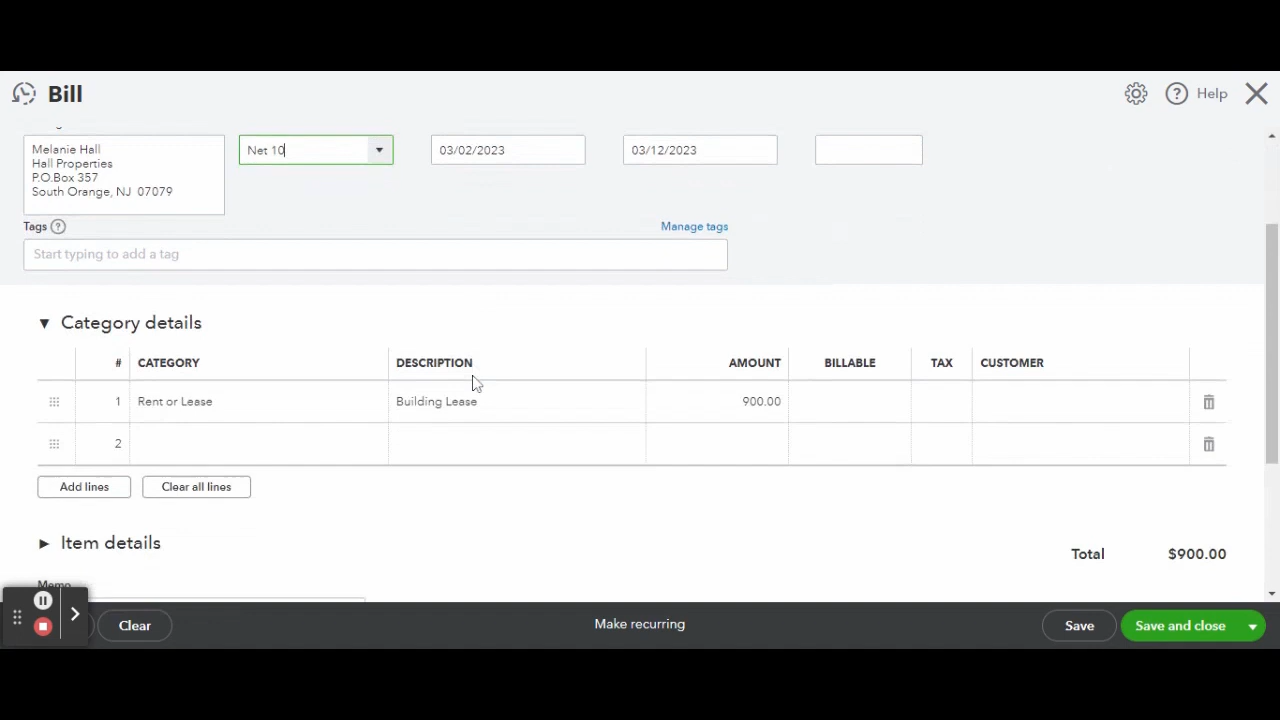 Bill
Help
Melanie Hall
Hall Properties
P.O.Box 357
South Orange, NJ 07079
Net 10
03/02/2023
03/12/2023
Tags ?
Manage tags
Start typing to add a tag
Category details
# CATEGORY DESCRIPTION AMOUNT BILLABLE TAX CUSTOMER
1 Rent or Lease Building Lease 900.00
2
Add lines
Clear all lines
Item details
Total $900.00
Memo
Clear
Make recurring
Save
Save and close